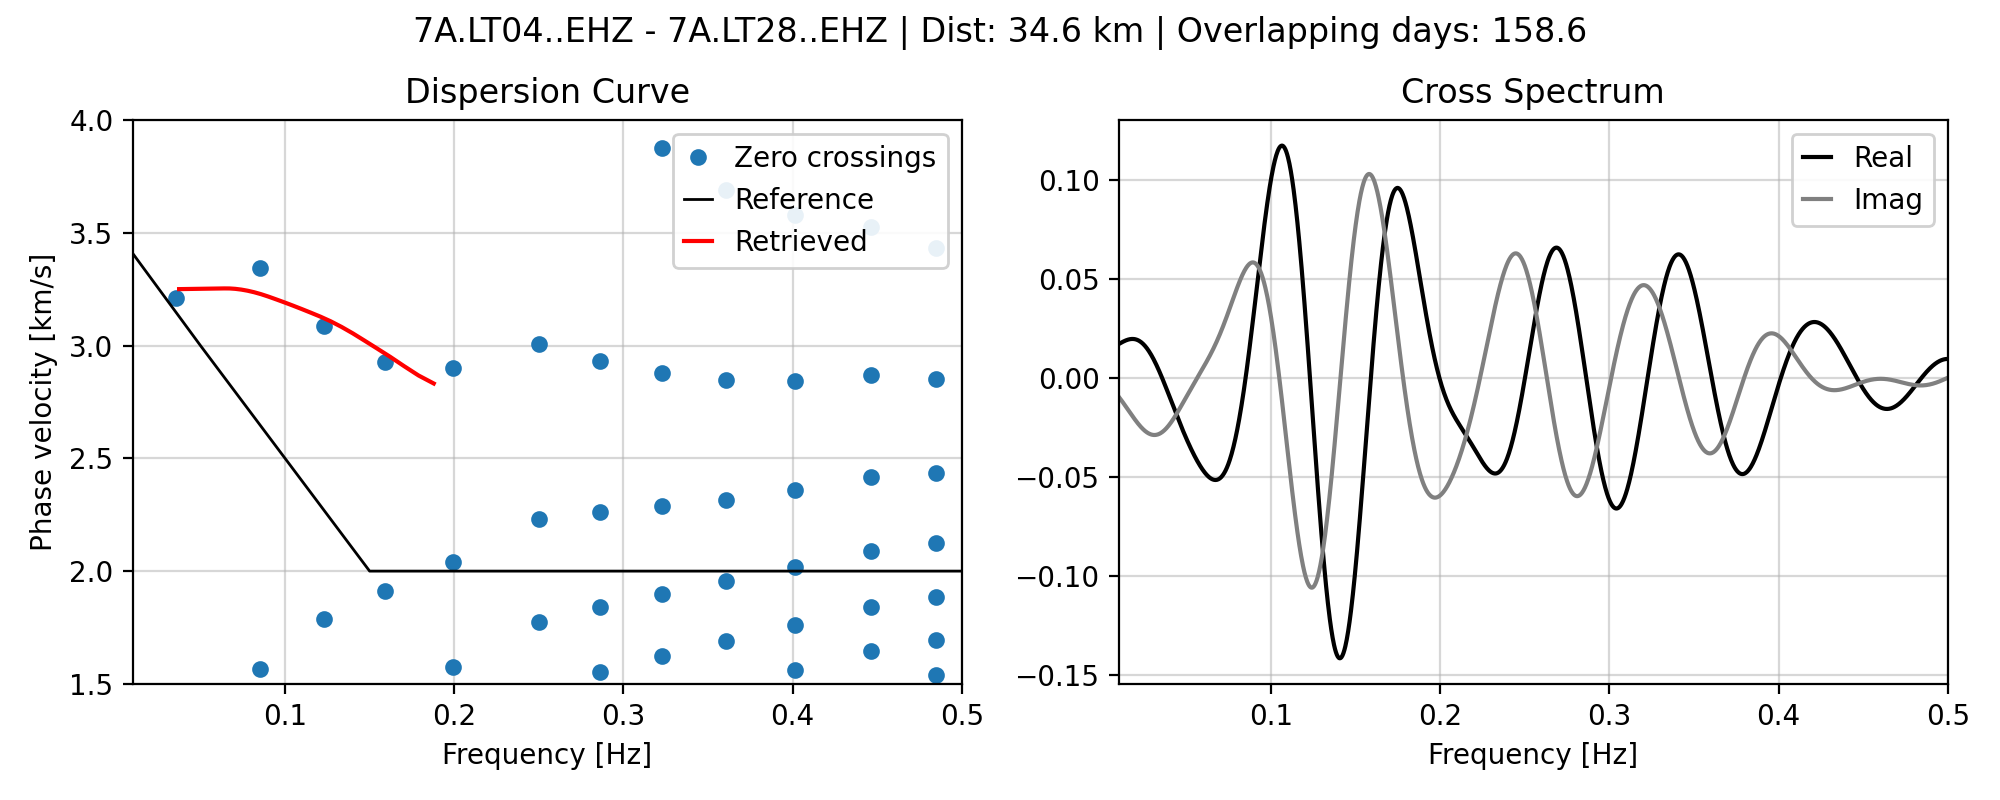 7A.LT04..EHZ - 7A.LT28..EHZ | Dist: 34.6 km | Overlapping days: 158.6
Dispersion Curve
4.0
3.5
3.0
2.5
2.0
1.5
Phase velocity [km/s]
Zero crossings
Reference
Retrieved
0.1
0.2
0.3
0.4
0.5
Frequency [Hz]
Cross Spectrum
0.10
0.05
0.00
−0.05
−0.10
−0.15
Real
Imag
0.1
0.2
0.3
0.4
0.5
Frequency [Hz]